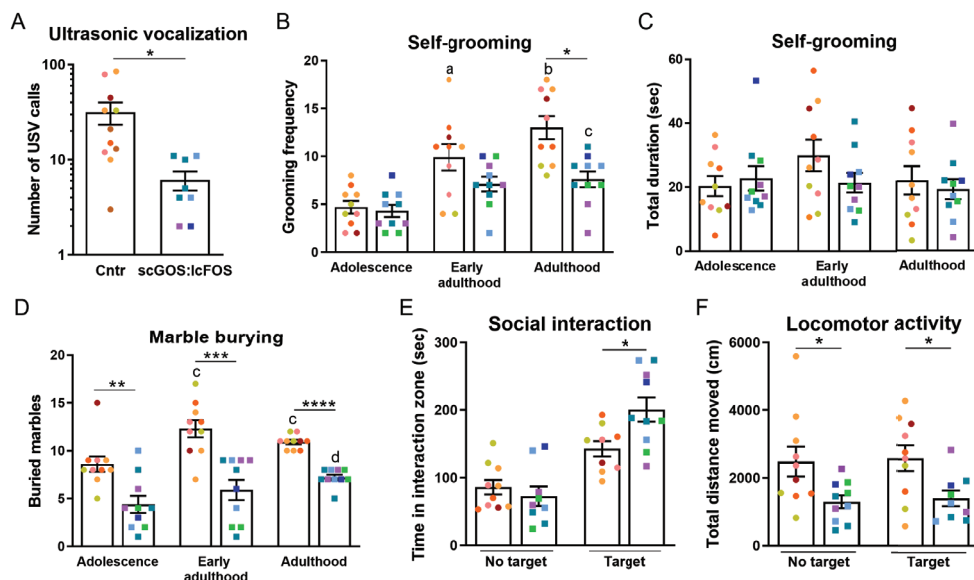 A
Ultrasonic vocalization
*
Number of USV calls
100
10
1
Cntr
scGOS:lcFOS
B
Self-grooming
Grooming frequency
20
15
10
5
0
a
b
*
c
Adolescence
Early
adulthood
Adulthood
C
Self-grooming
Total duration (sec)
60
40
20
0
Adolescence
Early
adulthood
Adulthood
D
Marble burying
Buried marbles
20
15
10
5
0
**
***
c
****
c
d
Adolescence
Early
adulthood
Adulthood
E
Social interaction
Time in interaction zone (sec)
300
200
100
0
*
No target
Target
F
Locomotor activity
Total distance moved (cm)
6000
4000
2000
0
*
*
No target
Target